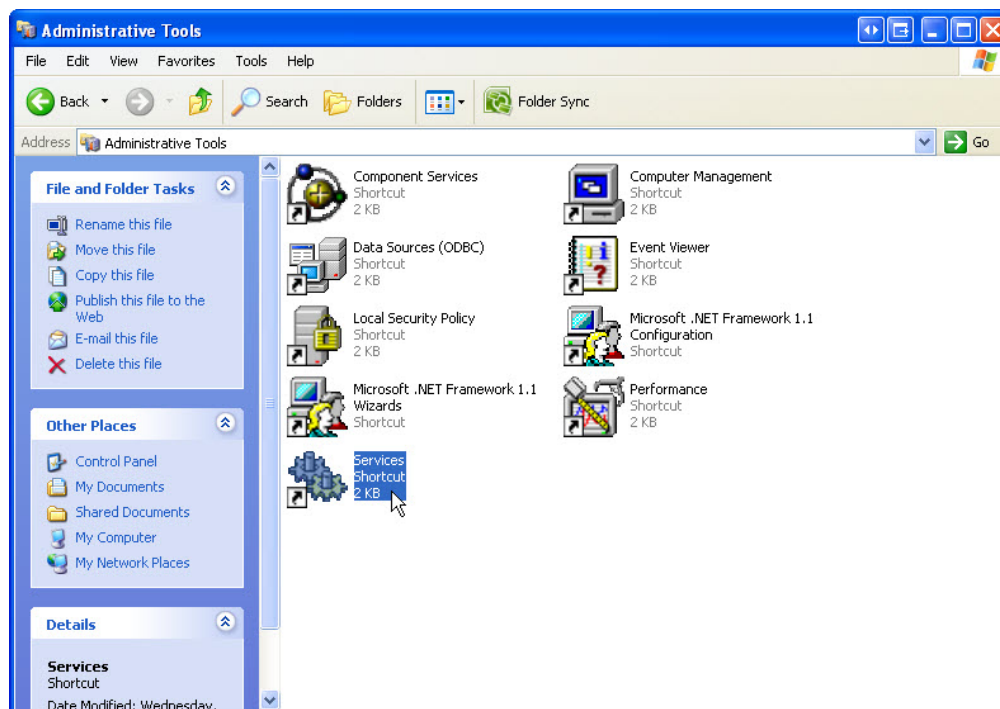 Administrative Tools
File Edit View Favorites Tools Help
Back Search Folders Folder Sync
Address Administrative Tools Go
File and Folder Tasks
Rename this file
Move this file
Copy this file
Publish this file to the
Web
E-mail this file
Delete this file
Other Places
Control Panel
My Documents
Shared Documents
My Computer
My Network Places
Details
Services
Shortcut
Date Modified: Wednesday,
Component Services
Shortcut
2 KB
Computer Management
Shortcut
2 KB
Data Sources (ODBC)
Shortcut
2 KB
Event Viewer
Shortcut
2 KB
Local Security Policy
Shortcut
2 KB
Microsoft .NET Framework 1.1
Configuration
Shortcut
Microsoft .NET Framework 1.1
Wizards
Shortcut
Performance
Shortcut
2 KB
Services
Shortcut
2 KB